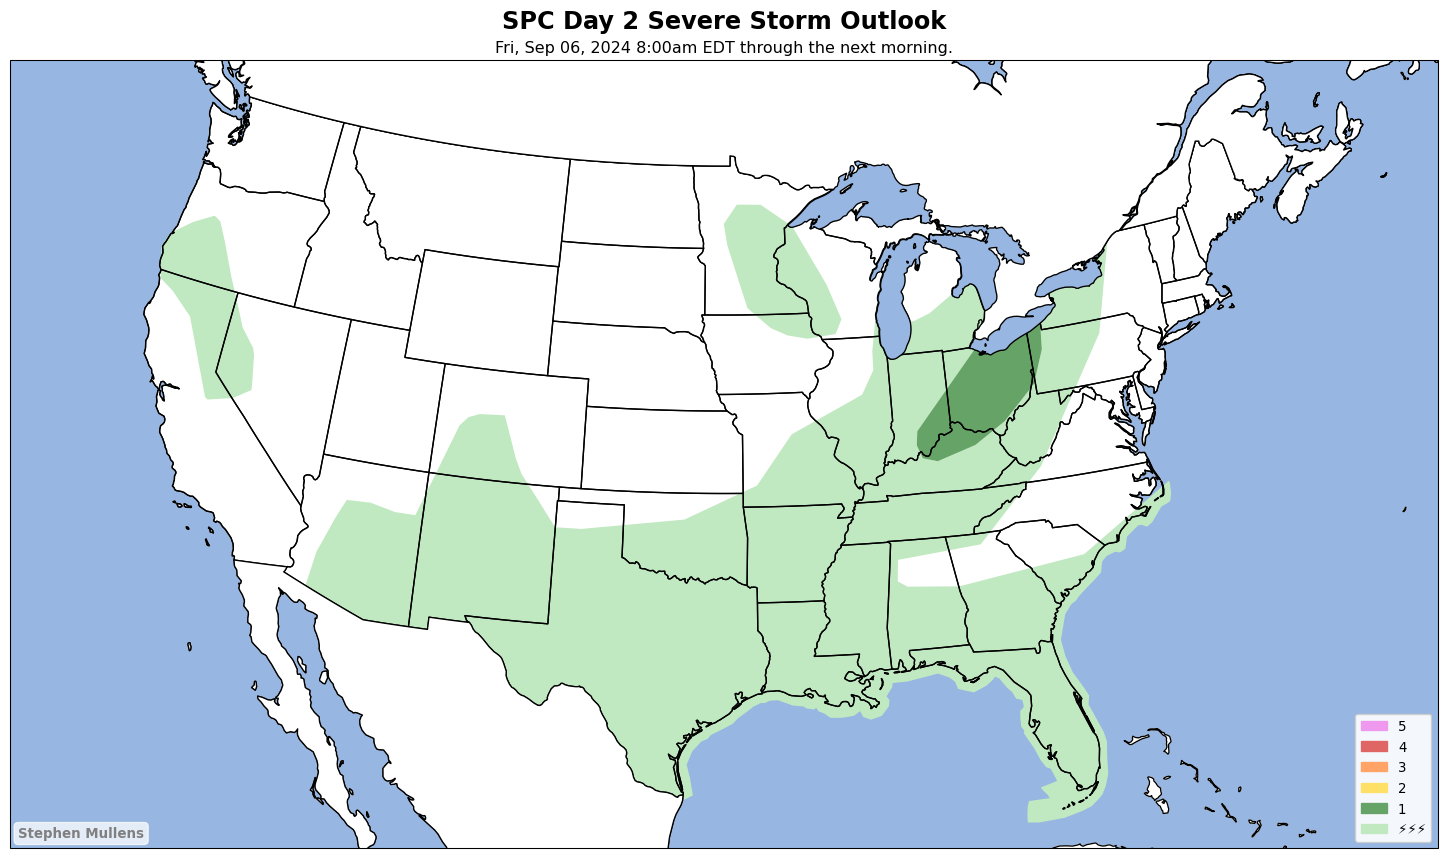 SPC Day 2 Severe Storm Outlook
Fri, Sep 06, 2024 8:00am EDT through the next morning.
5
4
3
2
1
⚡⚡⚡
Stephen Mullens